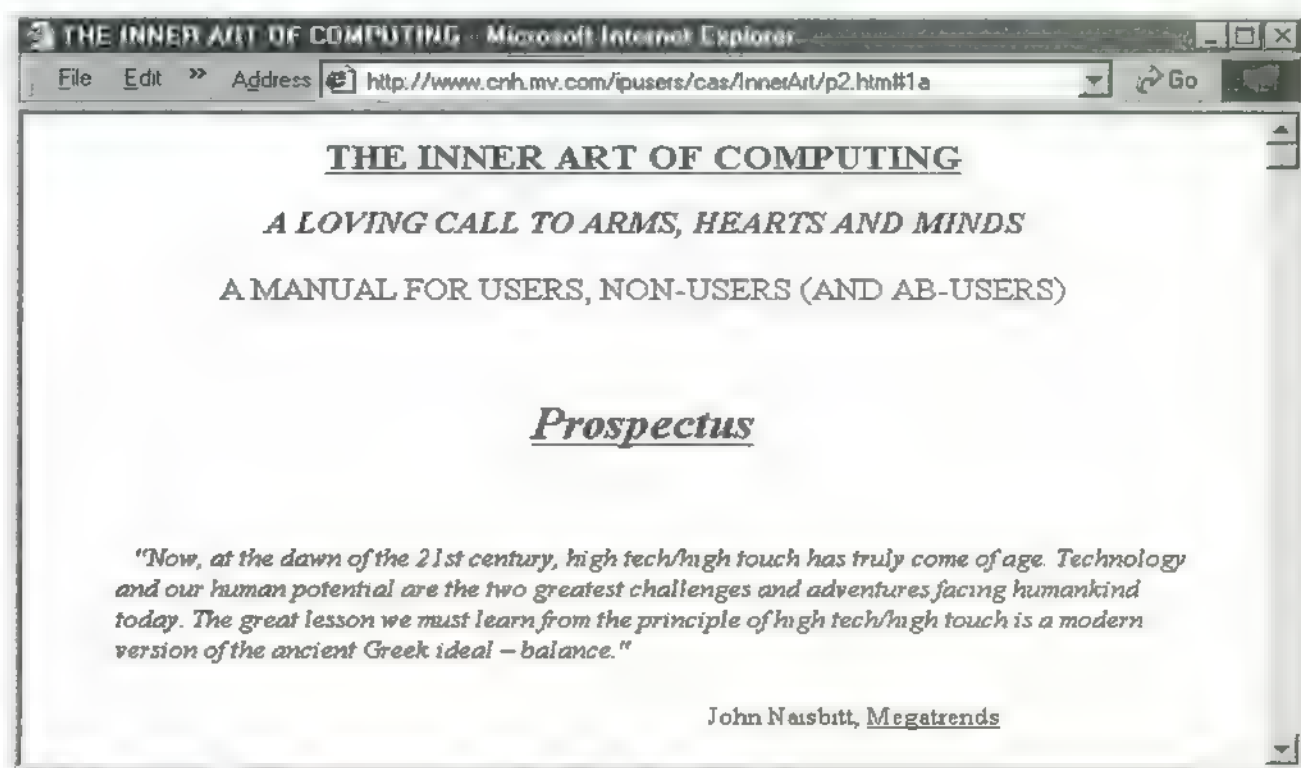 THE INNER ART OF COMPUTING - Microsoft Internet Explorer
File Edit » Address http://www.cnh.mv.com/ipusers/cas/InnerArt/p2.htm#1a Go
THE INNER ART OF COMPUTING
A LOVING CALL TO ARMS, HEARTS AND MINDS
A MANUAL FOR USERS, NON-USERS (AND AB-USERS)
Prospectus
"Now, at the dawn of the 21st century, high tech/high touch has truly come of age. Technology
and our human potential are the two greatest challenges and adventures facing humankind
today. The great lesson we must learn from the principle of high tech/high touch is a modern
version of the ancient Greek ideal – balance."
John Naisbitt, Megatrends